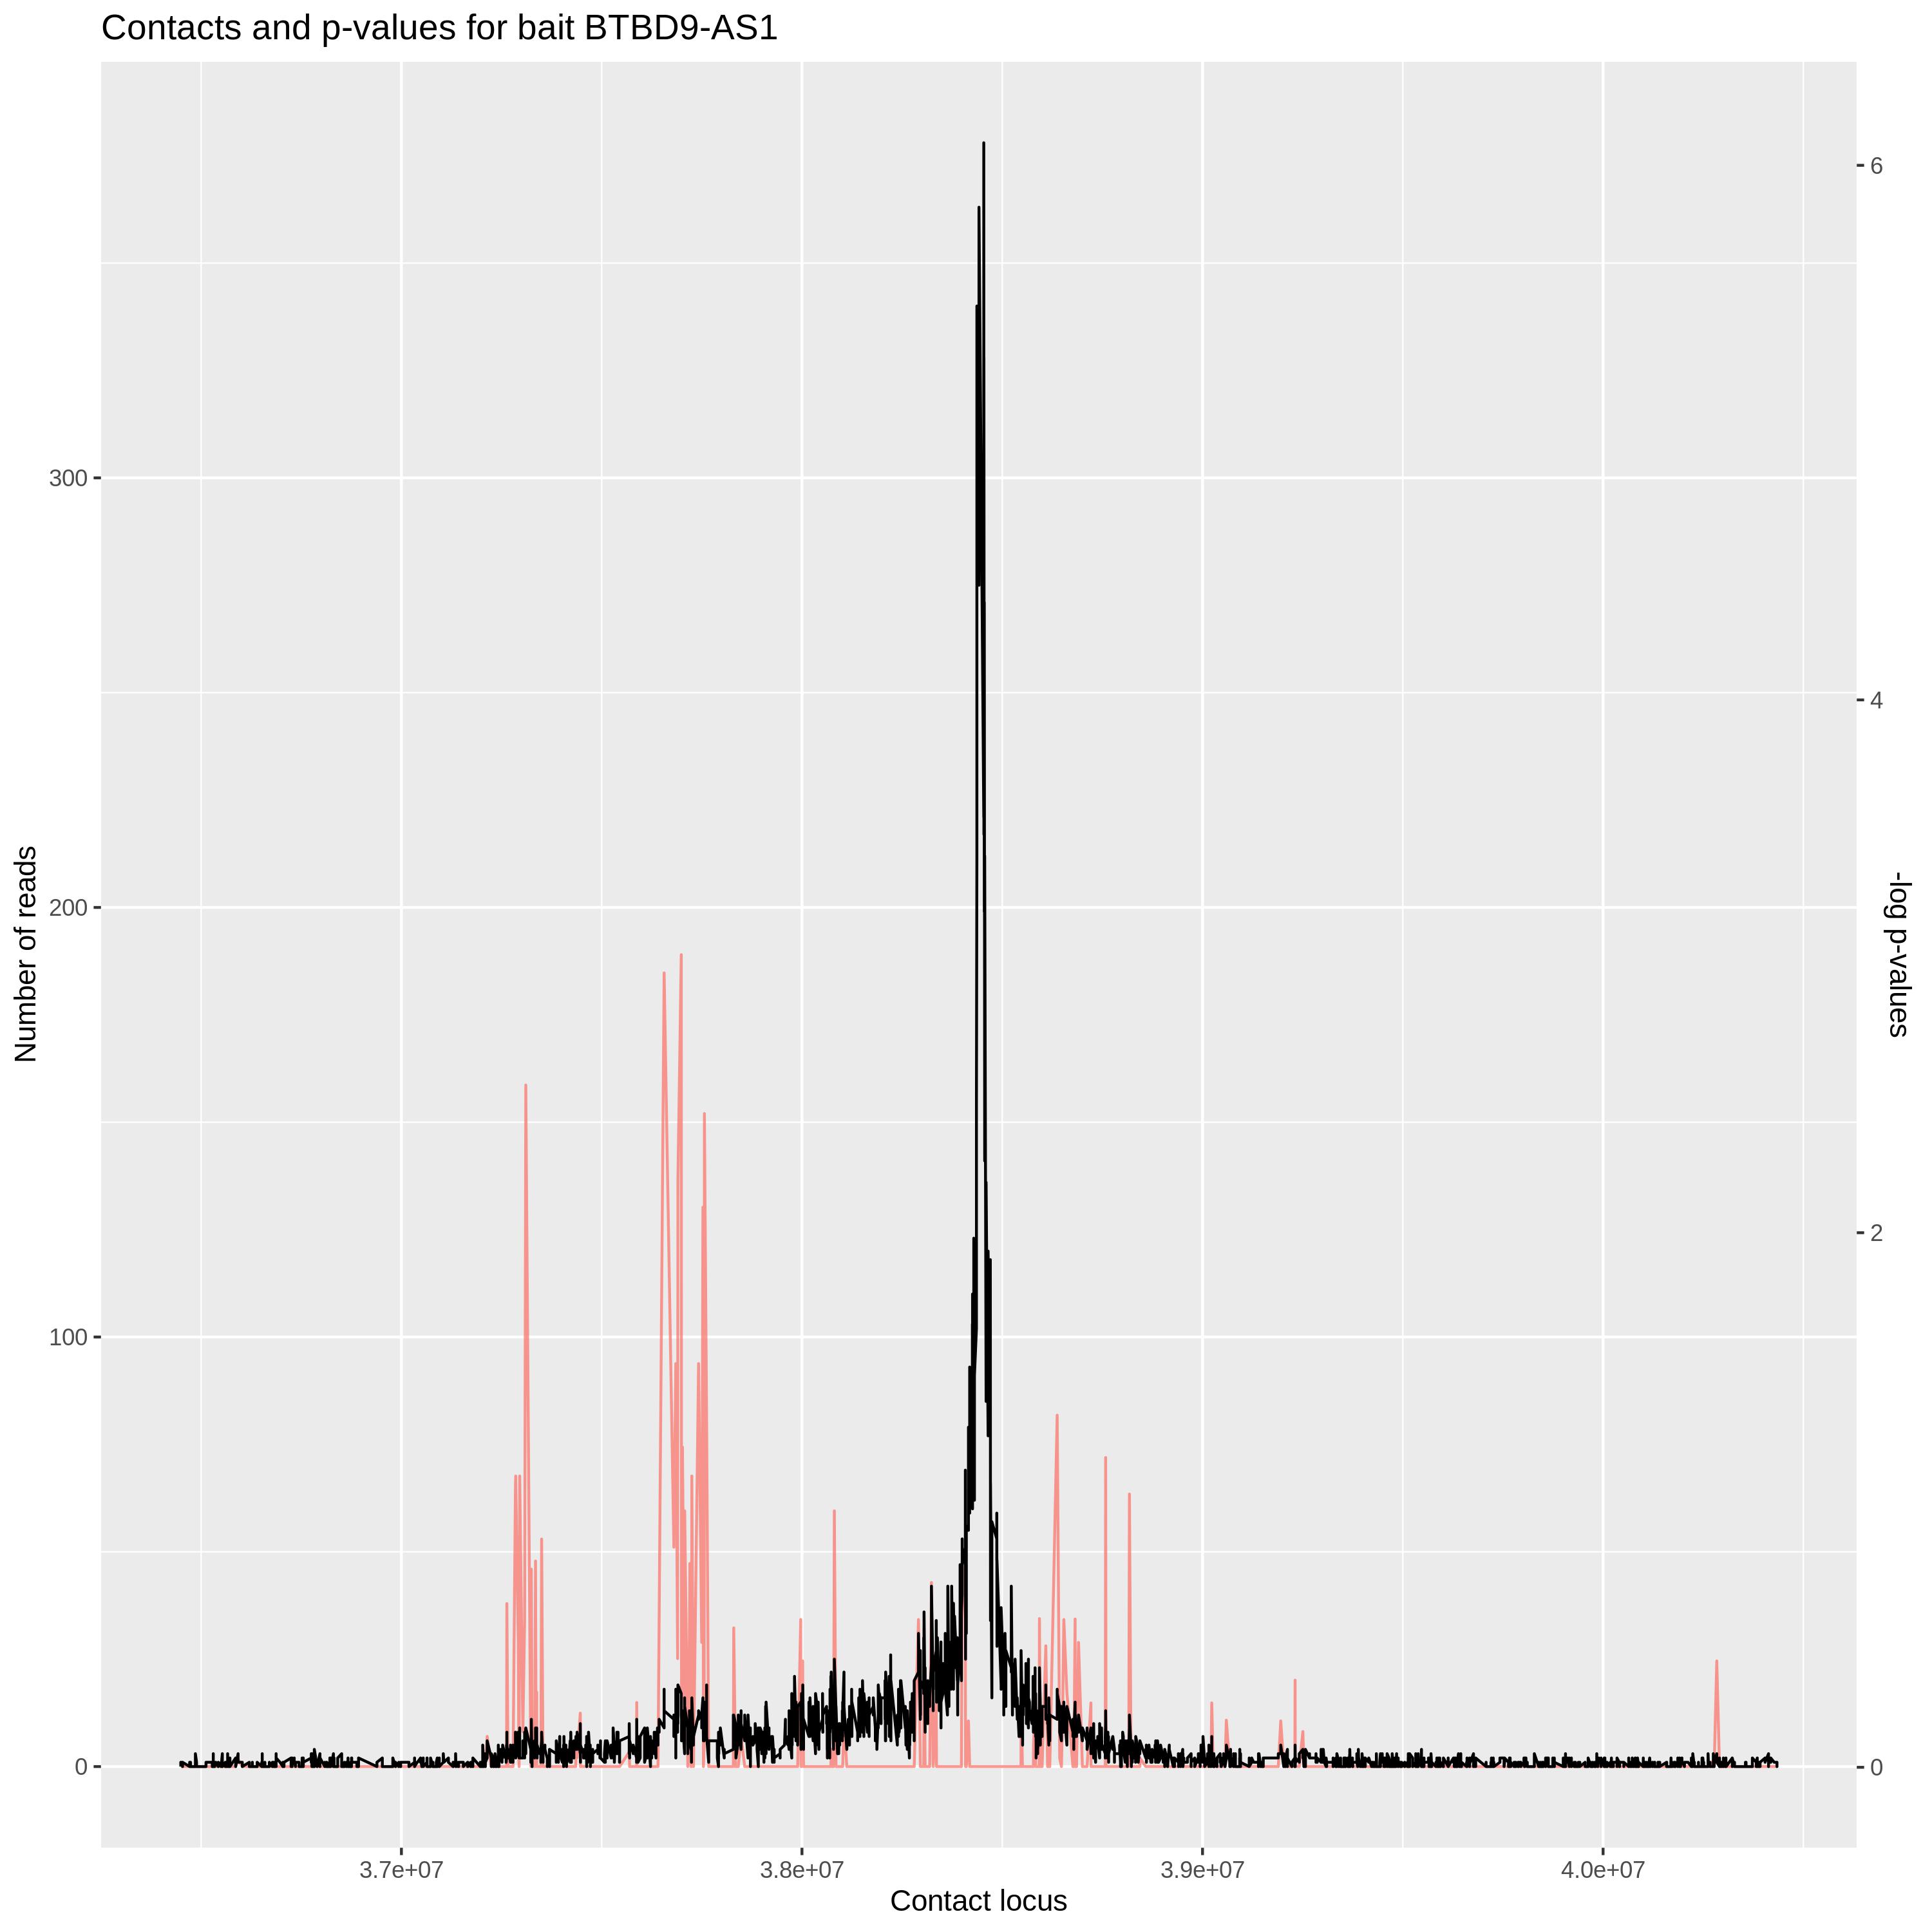 Contacts and p-values for bait BTBD9-AS1
6
300
4
Number of reads
200
-log p-values
2
100
0
0
3.7e+07
3.8e+07
3.9e+07
4.0e+07
Contact locus